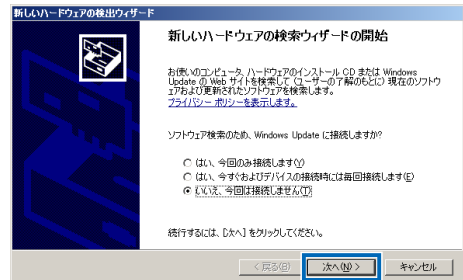 新しいハードウェアの検出ウィザード
新しいハードウェアの検索ウィザードの開始
お使いのコンピュータ、ハードウェアのインストール CD または Windows
Update の Web サイトを検索して (ユーザーの了解のもとに) 現在のソフトウ
ェアおよび更新されたソフトウェアを検索します。
プライバシー ポリシーを表示します。
ソフトウェア検索のため、Windows Update に接続しますか?
はい、今回のみ接続します(Y)
はい、今すぐおよびデバイスの接続時には毎回接続します(E)
いいえ、今回は接続しません(T)
続行するには、[次へ] をクリックしてください。
< 戻る(B)
次へ(N) >
キャンセル